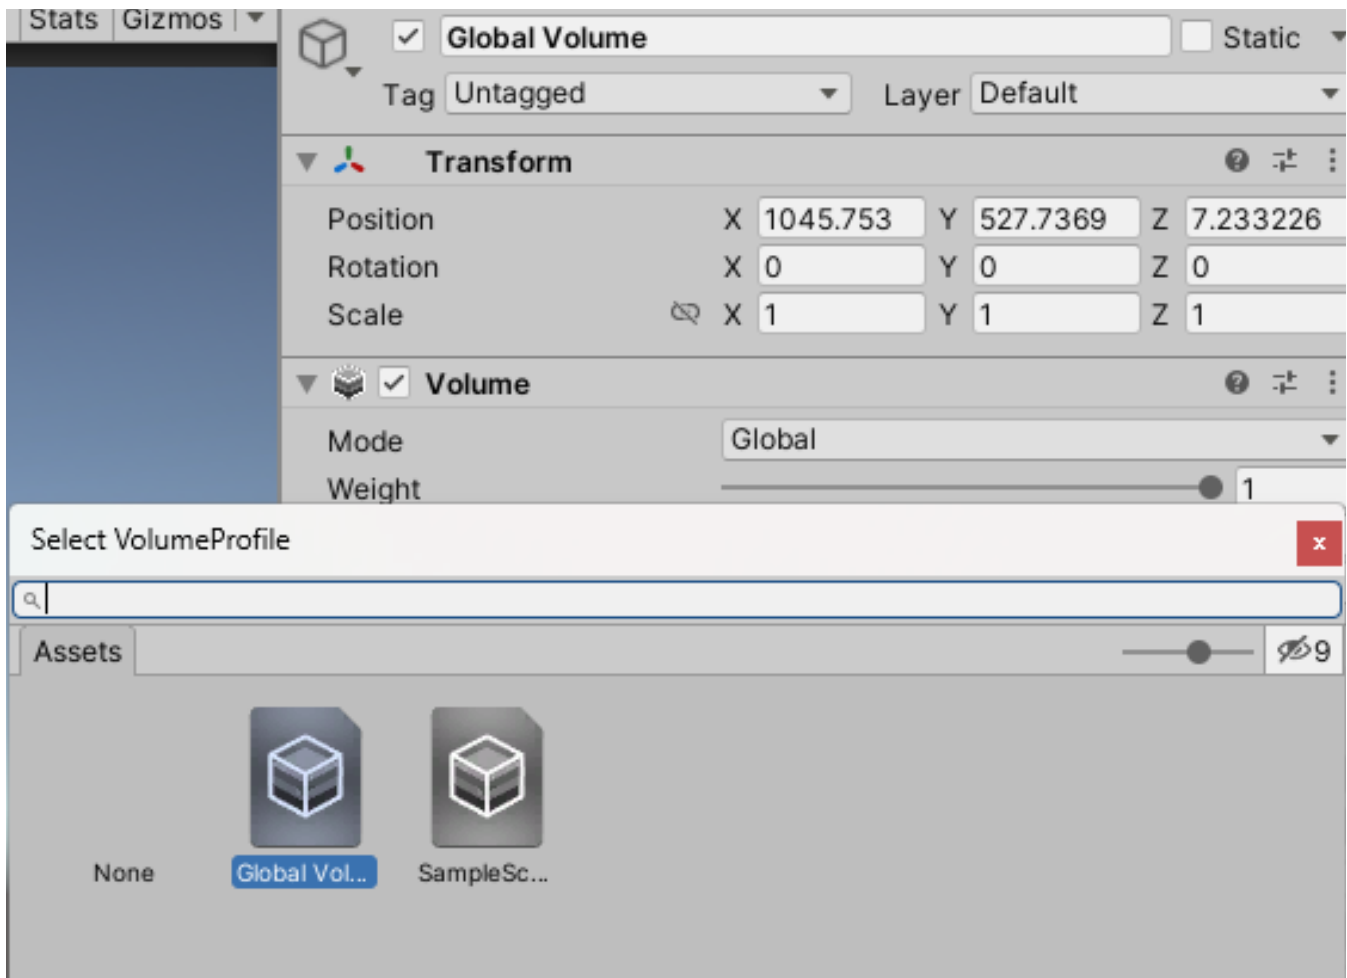 Stats Gizmos
Global Volume Static
Tag Untagged Layer Default
Transform
Position X 1045.753 Y 527.7369 Z 7.233226
Rotation X 0 Y 0 Z 0
Scale X 1 Y 1 Z 1
Volume
Mode Global
Weight 1
Select VolumeProfile
x
Assets 9
None Global Vol... SampleSc...